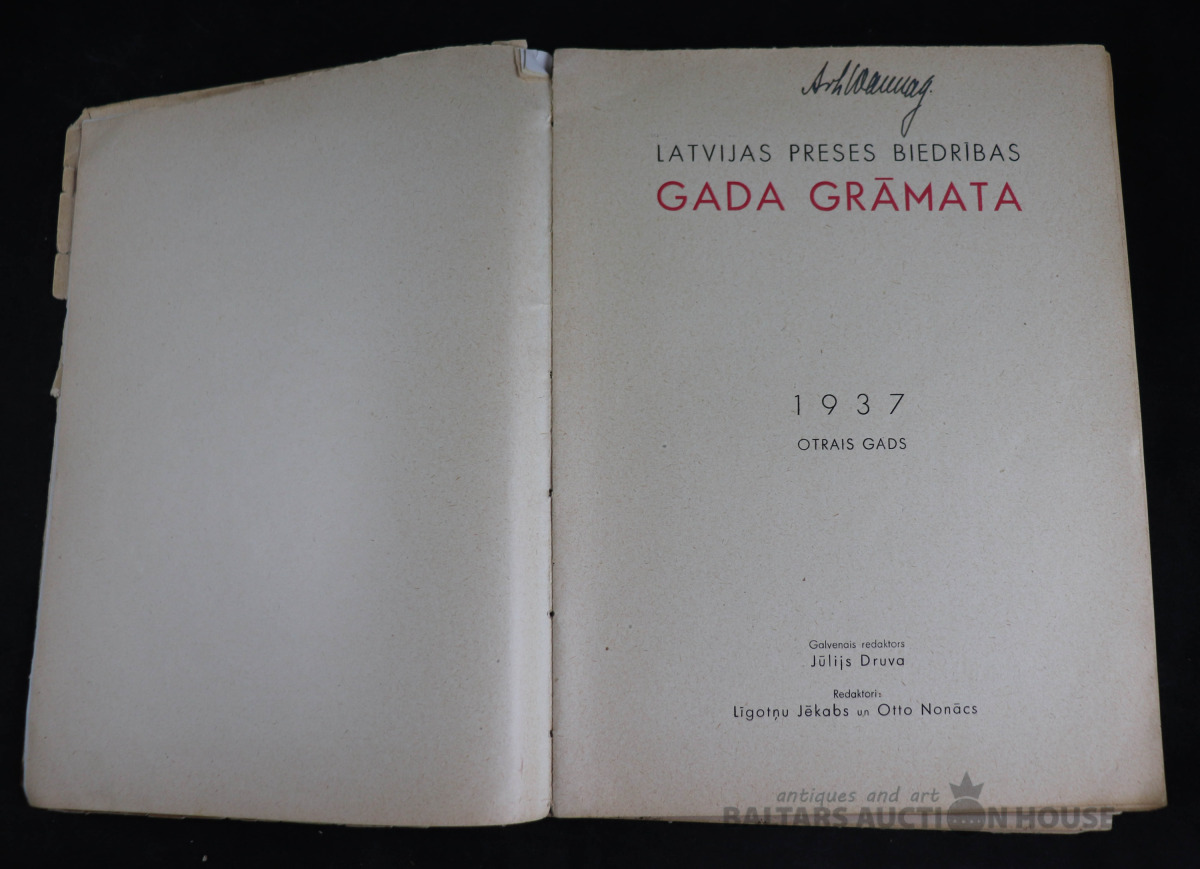 LATVIJAS PRESES BIEDRĪBAS
GADA GRĀMATA
1937
OTRAIS GADS
Galvenais redaktors
Jūlijs Druva
Redaktori:
Līgotņu Jēkabs un Otto Nonācs
antiques and art
BALTARS AUCTION HOUSE